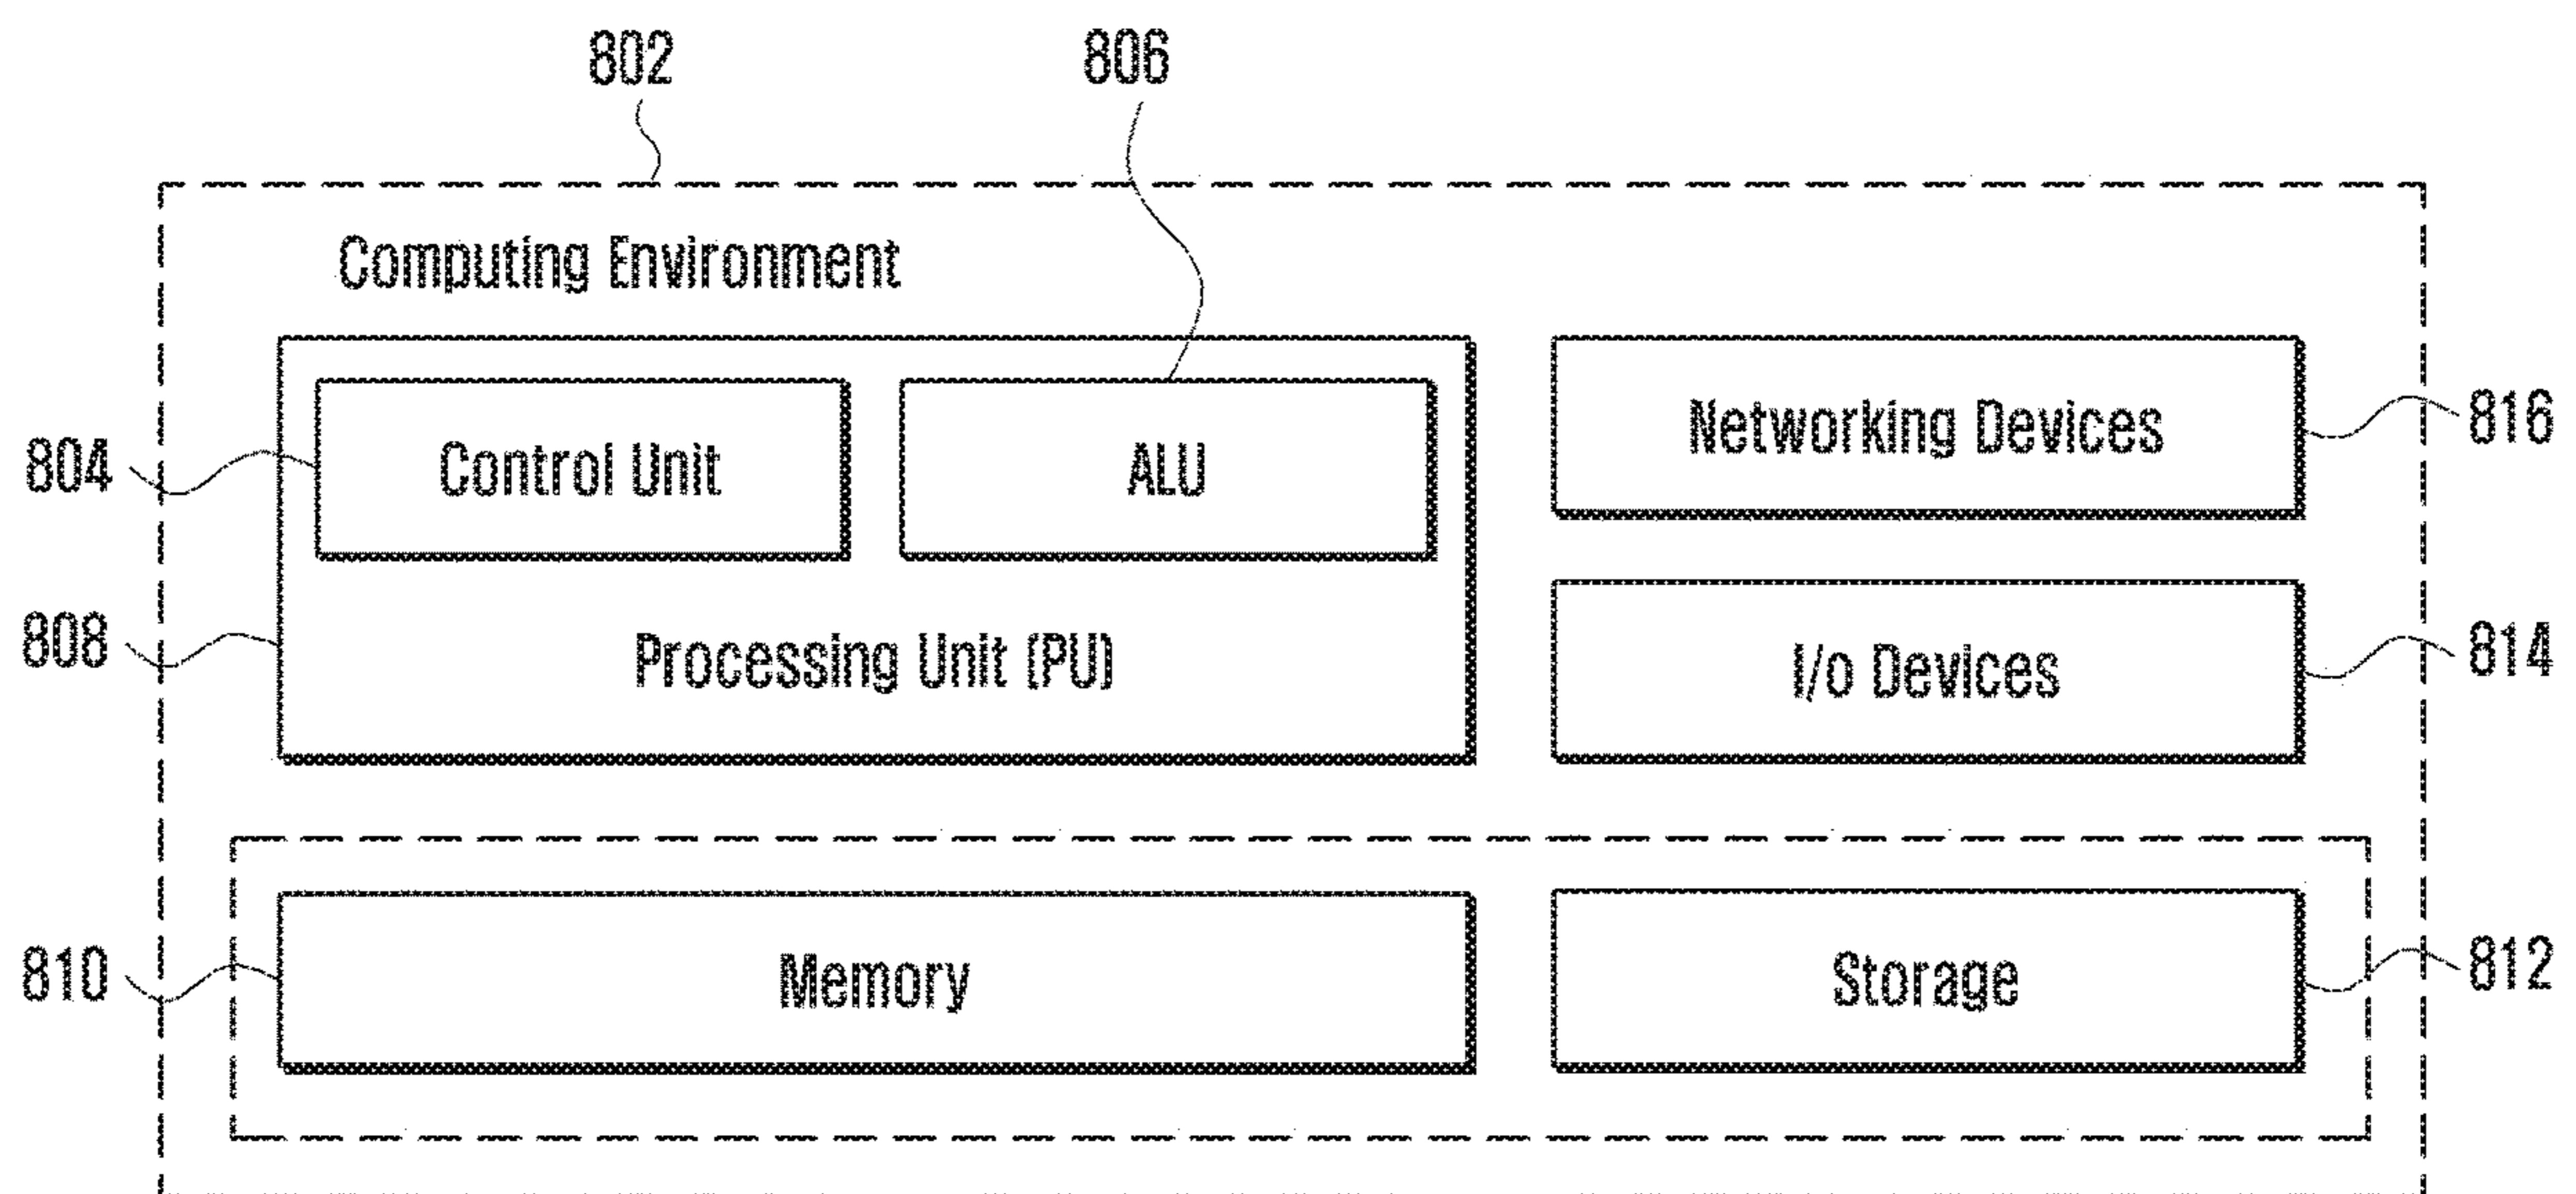 802
806
Computing Environment
804
Control Unit
ALU
Networking Devices
816
808
Processing Unit (PU)
I/o Devices
814
810
Memory
Storage
812